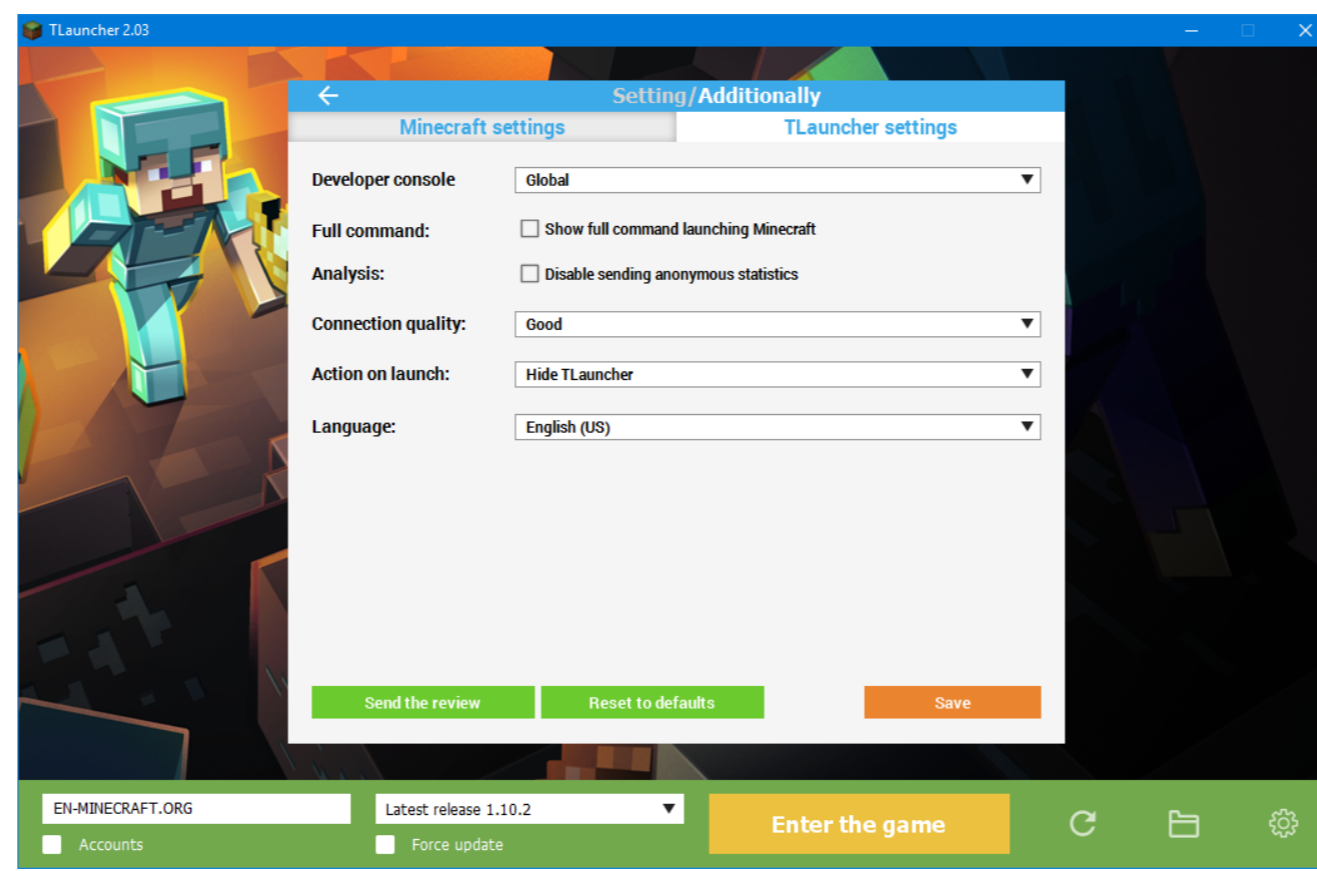 TLauncher 2.03
Setting/Additionally
Minecraft settings
TLauncher settings
Developer console
Global
Full command:
Show full command launching Minecraft
Analysis:
Disable sending anonymous statistics
Connection quality:
Good
Action on launch:
Hide TLauncher
Language:
English (US)
Send the review
Reset to defaults
Save
EN-MINECRAFT.ORG
Latest release 1.10.2
Enter the game
Accounts
Force update